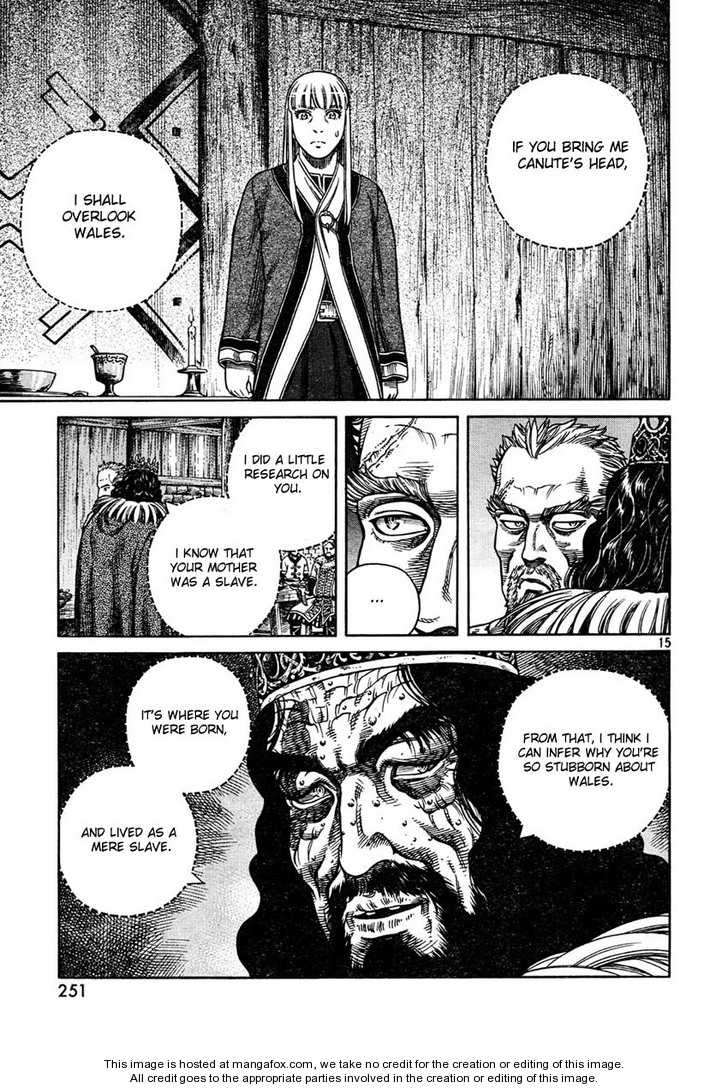 IF YOU BRING ME
CANUTE'S HEAD,
I SHALL
OVERLOOK
WALES.
...
I DID A LITTLE
RESEARCH ON
YOU.
I KNOW THAT
YOUR MOTHER
WAS A SLAVE.
15
FROM THAT, I THINK I
CAN INFER WHY YOU'RE
SO STUBBORN ABOUT
WALES.
IT'S WHERE YOU
WERE BORN,
AND LIVED AS A
MERE SLAVE.
251
This image is hosted at mangafox.com, we take no credit for the creation or editing of this image.
All credit goes to the appropriate parties involved in the creation and editing of this image.